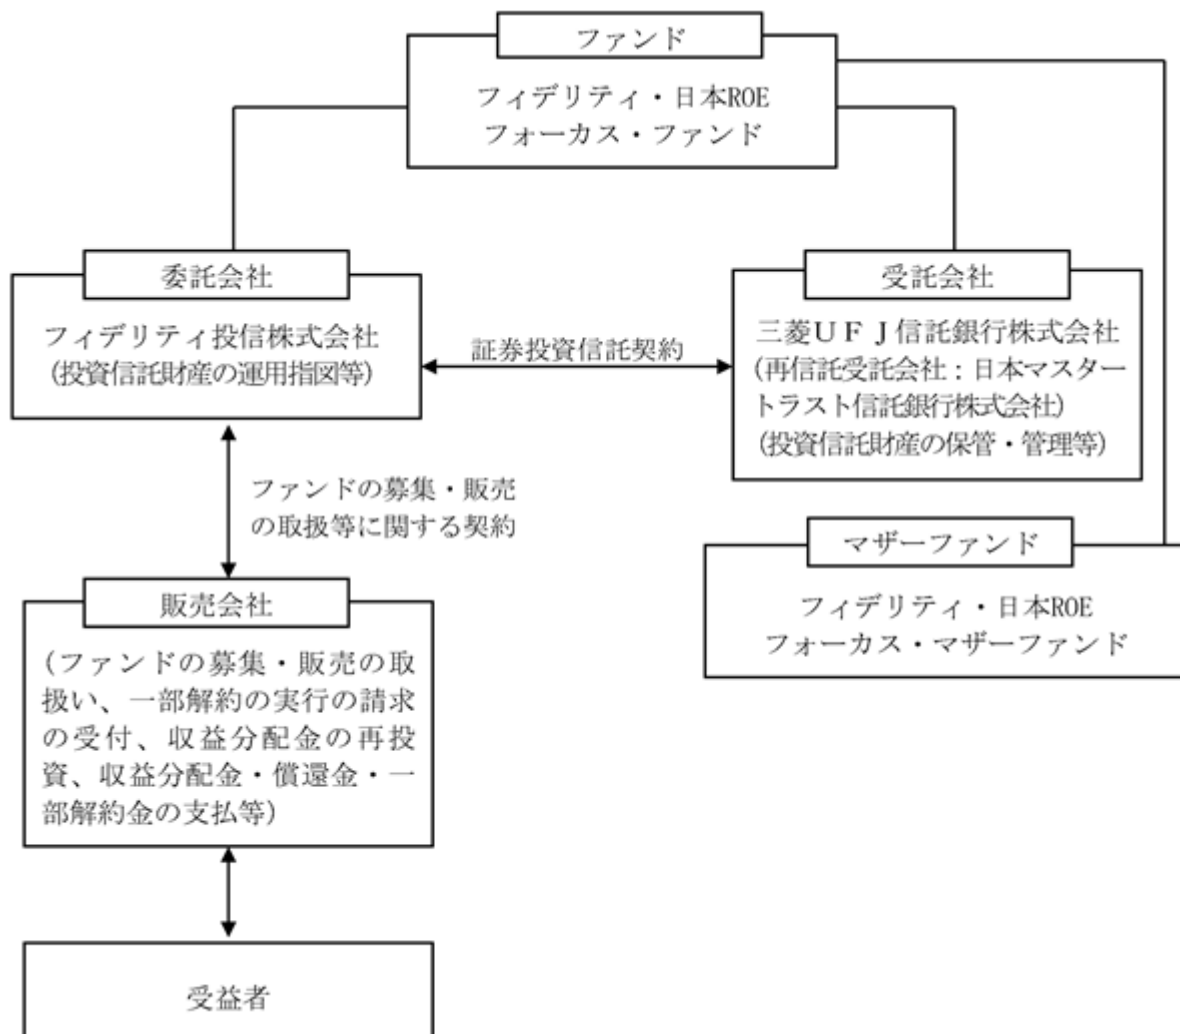 ファンド
フィデリティ・日本ROE
フォーカス・ファンド
委託会社
フィデリティ投信株式会社
(投資信託財産の運用指図等)
証券投資信託契約
受託会社
三菱ＵＦＪ信託銀行株式会社
(再信託受託会社：日本マスター
トラスト信託銀行株式会社)
(投資信託財産の保管・管理等)
ファンドの募集・販売
の取扱等に関する契約
マザーファンド
フィデリティ・日本ROE
フォーカス・マザーファンド
販売会社
(ファンドの募集・販売の取
扱い、一部解約の実行の請求
の受付、収益分配金の再投
資、収益分配金・償還金・一
部解約金の支払等)
受益者